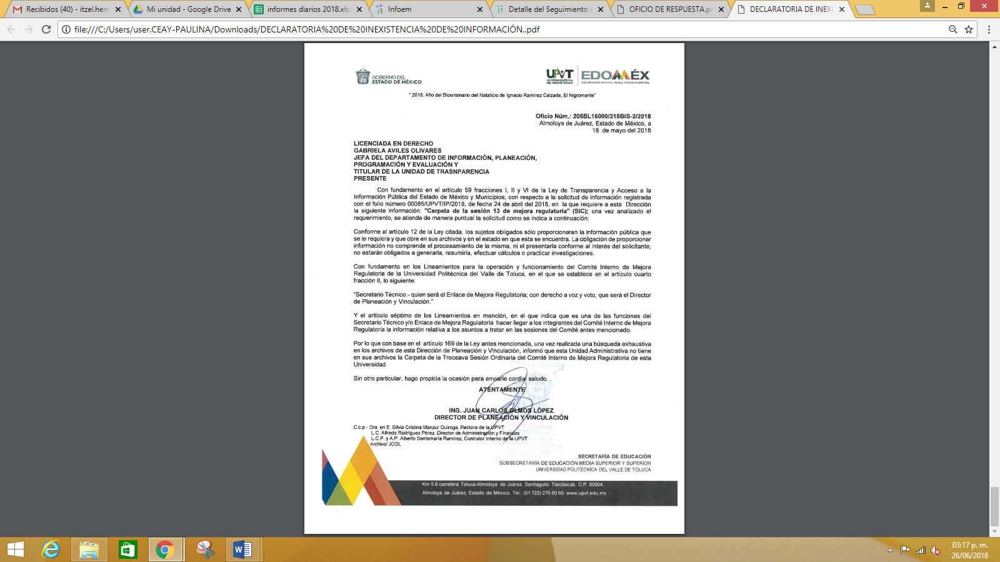 Recibidos (40) - itzel.hern
Mi unidad - Google Drive
informes diarios 2018.xls
Infoem
Detalle del Seguimiento
OFICIO DE RESPUESTA.p
DECLARATORIA DE INEX
file:///C:/Users/user.CEAY-PAULINA/Downloads/DECLARATORIA%20DE%20INEXISTENCIA%20DE%20INFORMACIÓN..pdf
GOBIERNO DEL
ESTADO DE MÉXICO
UPVT
UNIVERSIDAD POLITÉCNICA
DEL VALLE DE TOLUCA
EDOMÉX
DECISIONES FIRMES, RESULTADOS FUERTES.
" 2018. Año del Bicentenario del Natalicio de Ignacio Ramírez Calzada, El Nigromante"
Oficio Núm.: 205BL16000/215BIS-2/2018
Almoloya de Juárez, Estado de México, a
18 de mayo del 2018
LICENCIADA EN DERECHO
GABRIELA AVILES OLIVARES
JEFA DEL DEPARTAMENTO DE INFORMACIÓN, PLANEACIÓN,
PROGRAMACIÓN Y EVALUACIÓN Y
TITULAR DE LA UNIDAD DE TRASNPARENCIA
PRESENTE
Con fundamento en el artículo 59 fracciones I, II y VI de la Ley de Transparencia y Acceso a la
Información Pública del Estado de México y Municipios; con respecto a la solicitud de información registrada
con el folio número 00085/UPVT/IP/2018, de fecha 24 de abril del 2018, en la que requiere a esta Dirección
la siguiente información: "Carpeta de la sesión 13 de mejora regulatoria" (SIC); una vez analizado el
requerimiento, se atiende de manera puntual la solicitud como se indica a continuación:
Conforme al artículo 12 de la Ley citada, los sujetos obligados sólo proporcionaran la información pública que
se le requiera y que obre en sus archivos y en el estado en que esta se encuentra. La obligación de proporcionar
información no comprende el procesamiento de la misma, ni el presentarla conforme al interés del solicitante;
no estarán obligados a generarla, resumirla, efectuar cálculos o practicar investigaciones.
Con fundamento en los Lineamientos para la operación y funcionamiento del Comité Interno de Mejora
Regulatoria de la Universidad Politécnica del Valle de Toluca, en el que se establece en el artículo cuarto
fracción II, lo siguiente:
"Secretario Técnico.- quien será el Enlace de Mejora Regulatoria; con derecho a voz y voto, que será el Director
de Planeación y Vinculación."
Y el artículo séptimo de los Lineamientos en mención, en el que indica que es una de las funciones del
Secretario Técnico y/o Enlace de Mejora Regulatoria hacer llegar a los integrantes del Comité Interno de Mejora
Regulatoria la información relativa a los asuntos a tratar en las sesiones del Comité antes mencionado.
Por lo que con base en el artículo 169 de la Ley antes mencionada, una vez realizada una búsqueda exhaustiva
en los archivos de esta Dirección de Planeación y Vinculación, informó que esta Unidad Administrativa no tiene
en sus archivos la Carpeta de la Treceava Sesión Ordinaria del Comité Interno de Mejora Regulatoria de esta
Universidad.
Sin otro particular, hago propicia la ocasión para enviarle cordial saludo.
ATENTAMENTE
ING. JUAN CARLOS OLMOS LÓPEZ
DIRECTOR DE PLANEACIÓN Y VINCULACIÓN
C.c.p.- Dra. en E. Silvia Cristina Manzur Quiroga, Rectora de la UPVT
L.C. Alfredo Rodríguez Pérez, Director de Administración y Finanzas
L.C.P. y A.P. Alberto Santamaría Ramírez, Contralor Interno de la UPVT
Archivo/ JCOL
SECRETARÍA DE EDUCACIÓN
SUBSECRETARÍA DE EDUCACIÓN MEDIA SUPERIOR Y SUPERIOR
UNIVERSIDAD POLITÉCNICA DEL VALLE DE TOLUCA
Km 5.6 carretera Toluca-Almoloya de Juárez, Santiaguito Tlalcilalcali, C.P. 50904,
Almoloya de Juárez, Estado de México. Tel.: (01 722) 276 60 60. www.upvt.edu.mx
03:17 p. m.
26/06/2018